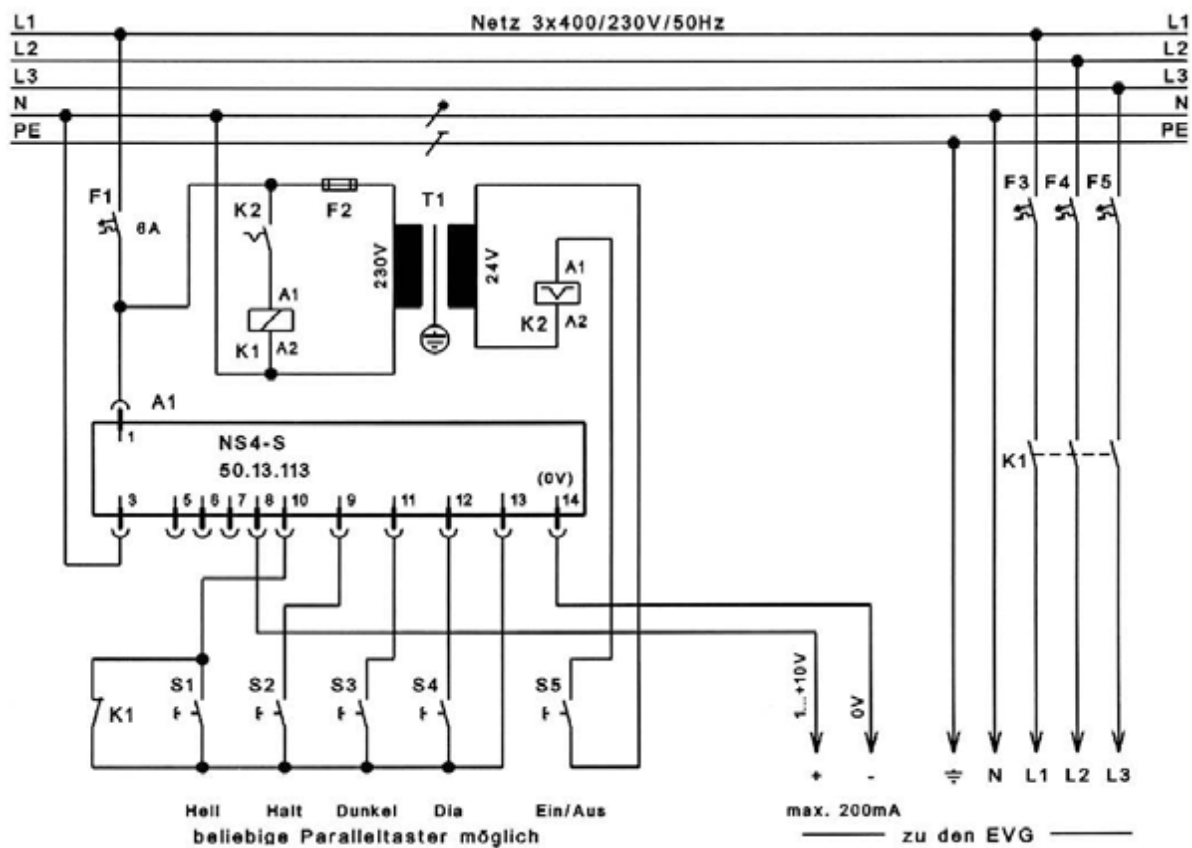 L1 Netz 3x400/230V/50Hz L1
L2 L2
L3 L3
N N
PE PE
F1 6A
K2 F2 T1
230V 24V
A1 K2 A2
A1 K1 A2
F3 F4 F5
A1
1
NS4-S
50.13.113
(0V)
3 5 6 7 8 10 9 11 12 13 14
K1
K1 S1 S2 S3 S4 S5
1...+10V 0V
+ - N L1 L2 L3
Hell Halt Dunkel Dia Ein/Aus
max. 200mA
beliebige Paralleltaster möglich
zu den EVG